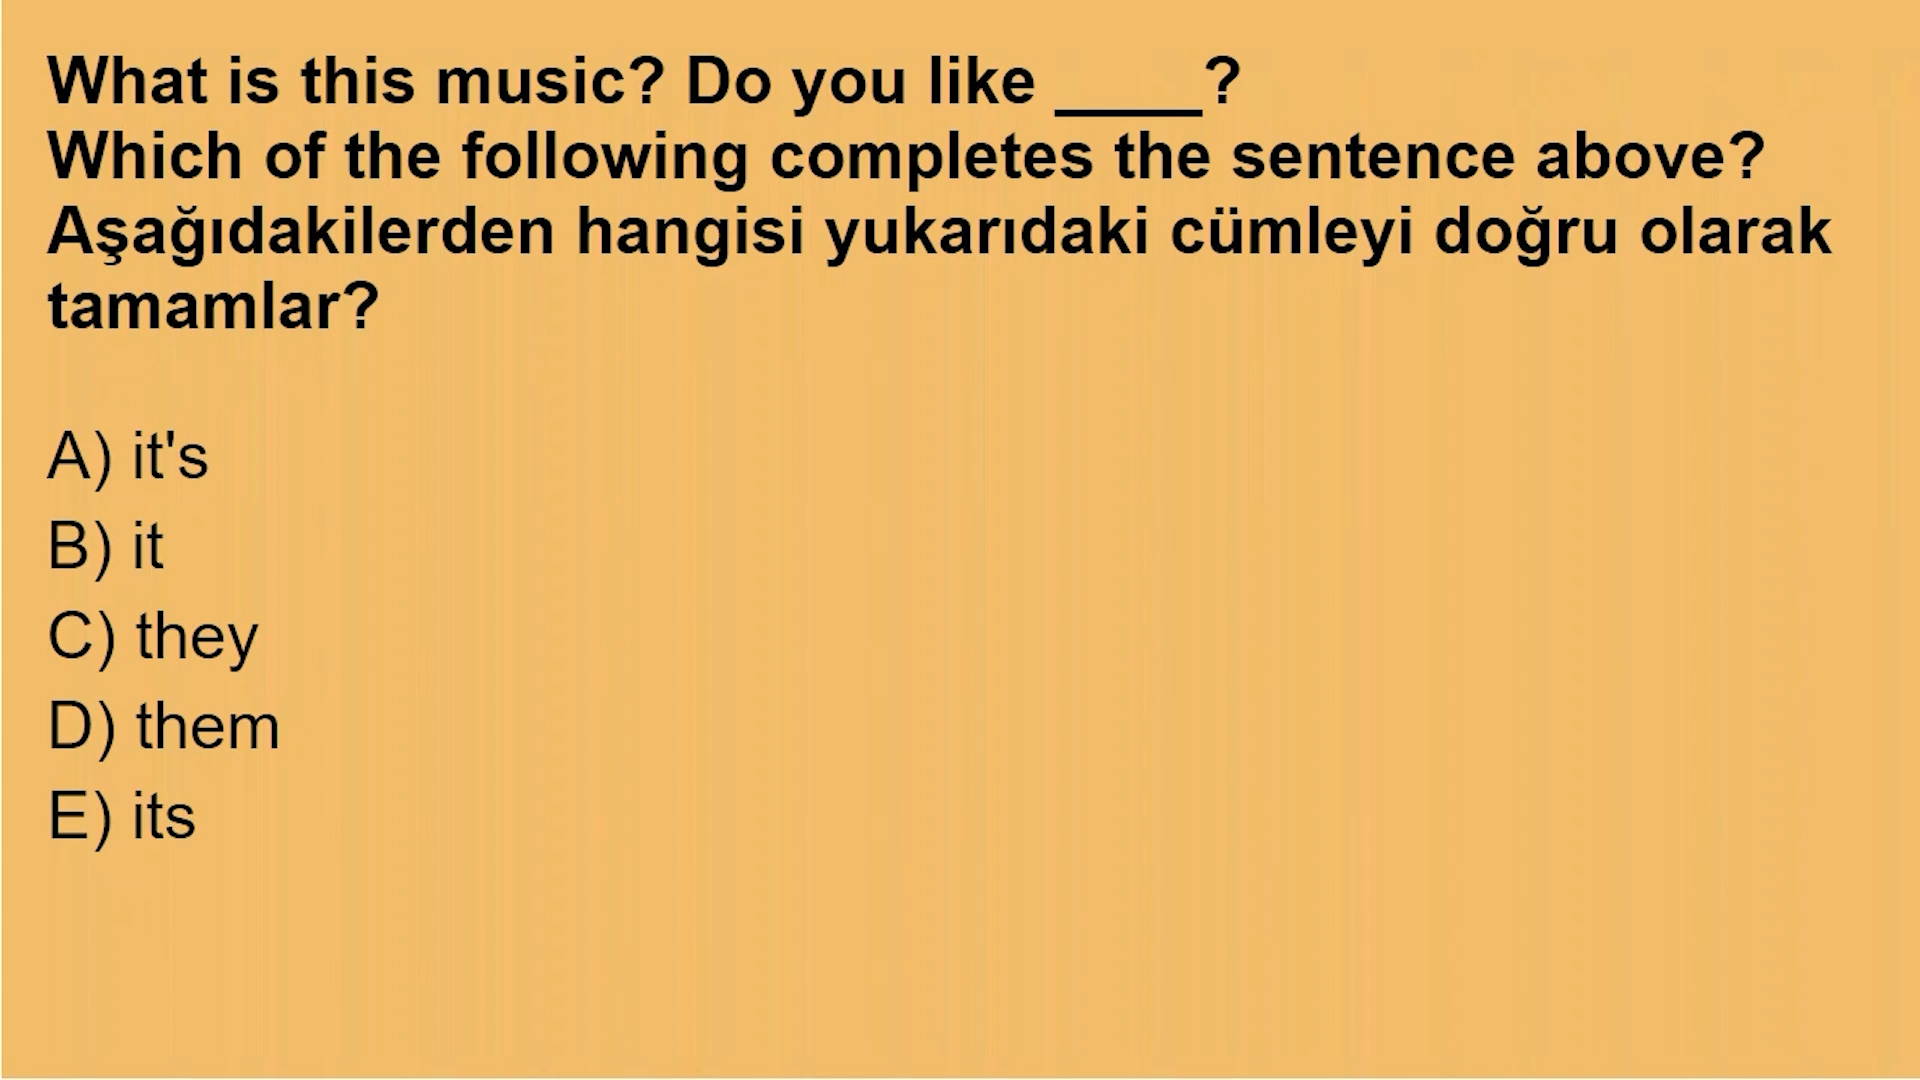 What is this music? Do you like ____?
Which of the following completes the sentence above?
Aşağıdakilerden hangisi yukarıdaki cümleyi doğru olarak
tamamlar?
A) it's
B) it
C) they
D) them
E) its